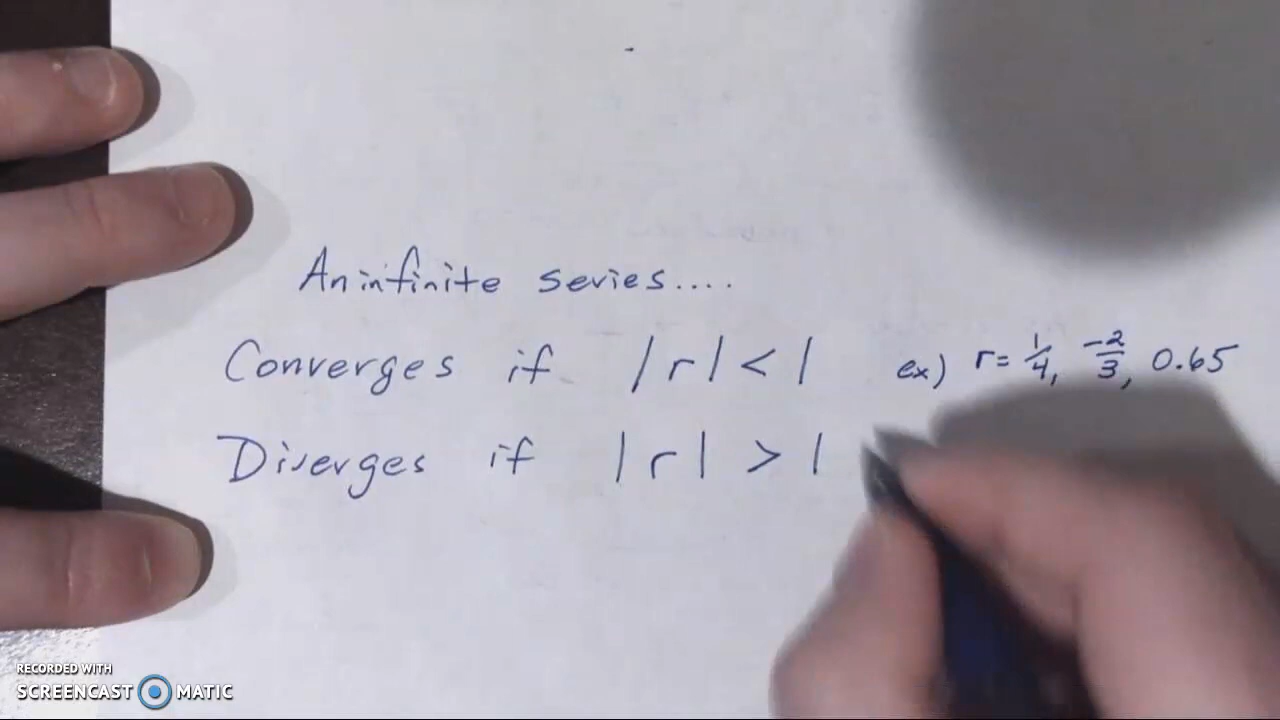 An infinite series....
Converges if |r| < 1 ex) r= 1/4, -2/3, 0.65
Diverges if |r| > 1
RECORDED WITH
SCREENCAST MATIC